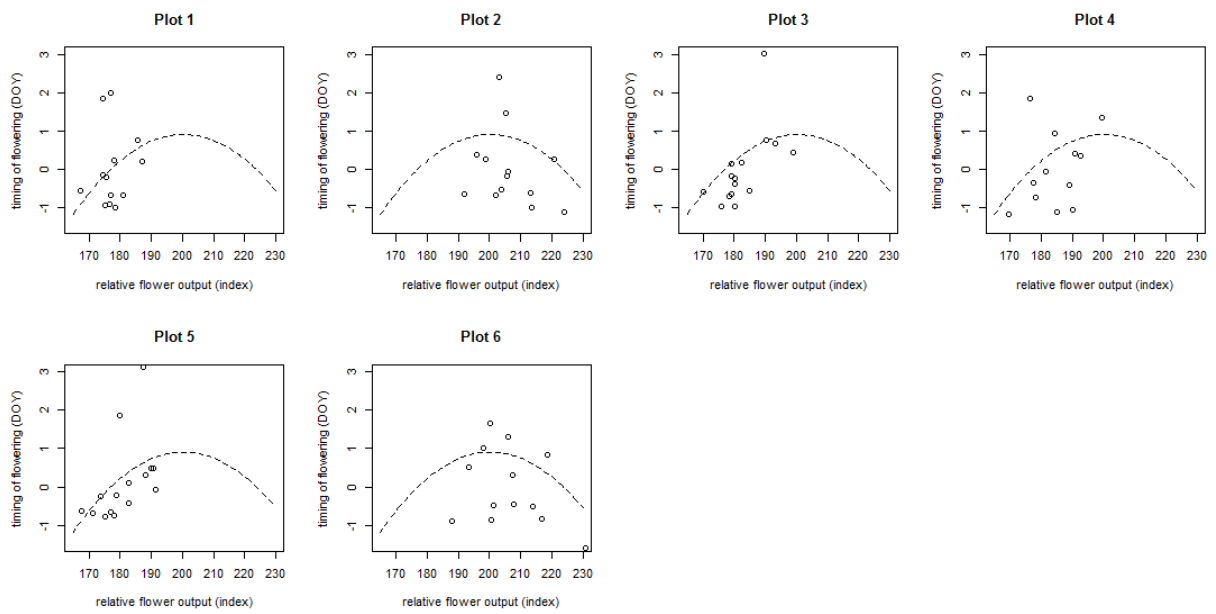 Plot 1
timing of flowering (DOY)
3
2
1
0
-1
170 180 190 200 210 220 230
relative flower output (index)
Plot 2
timing of flowering (DOY)
3
2
1
0
-1
170 180 190 200 210 220 230
relative flower output (index)
Plot 3
timing of flowering (DOY)
3
2
1
0
-1
170 180 190 200 210 220 230
relative flower output (index)
Plot 4
timing of flowering (DOY)
3
2
1
0
-1
170 180 190 200 210 220 230
relative flower output (index)
Plot 5
timing of flowering (DOY)
3
2
1
0
-1
170 180 190 200 210 220 230
relative flower output (index)
Plot 6
timing of flowering (DOY)
3
2
1
0
-1
170 180 190 200 210 220 230
relative flower output (index)